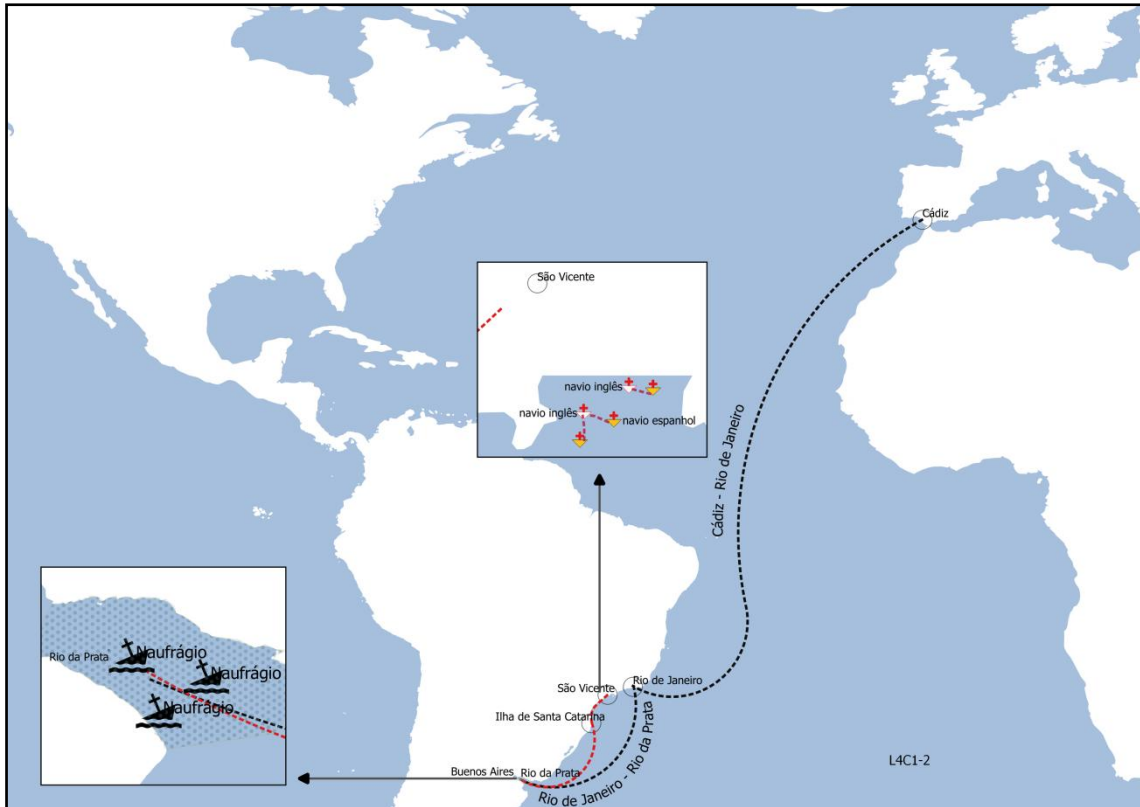 Cádiz
São Vicente
navio inglês
navio inglês
navio espanhol
Cádiz - Rio de Janeiro
Rio da Prata
Naufrágio
Naufrágio
Naufrágio
São Vicente
Rio de Janeiro
Ilha de Santa Catarina
Buenos Aires
Rio da Prata
Rio de Janeiro - Rio da Prata
L4C1-2